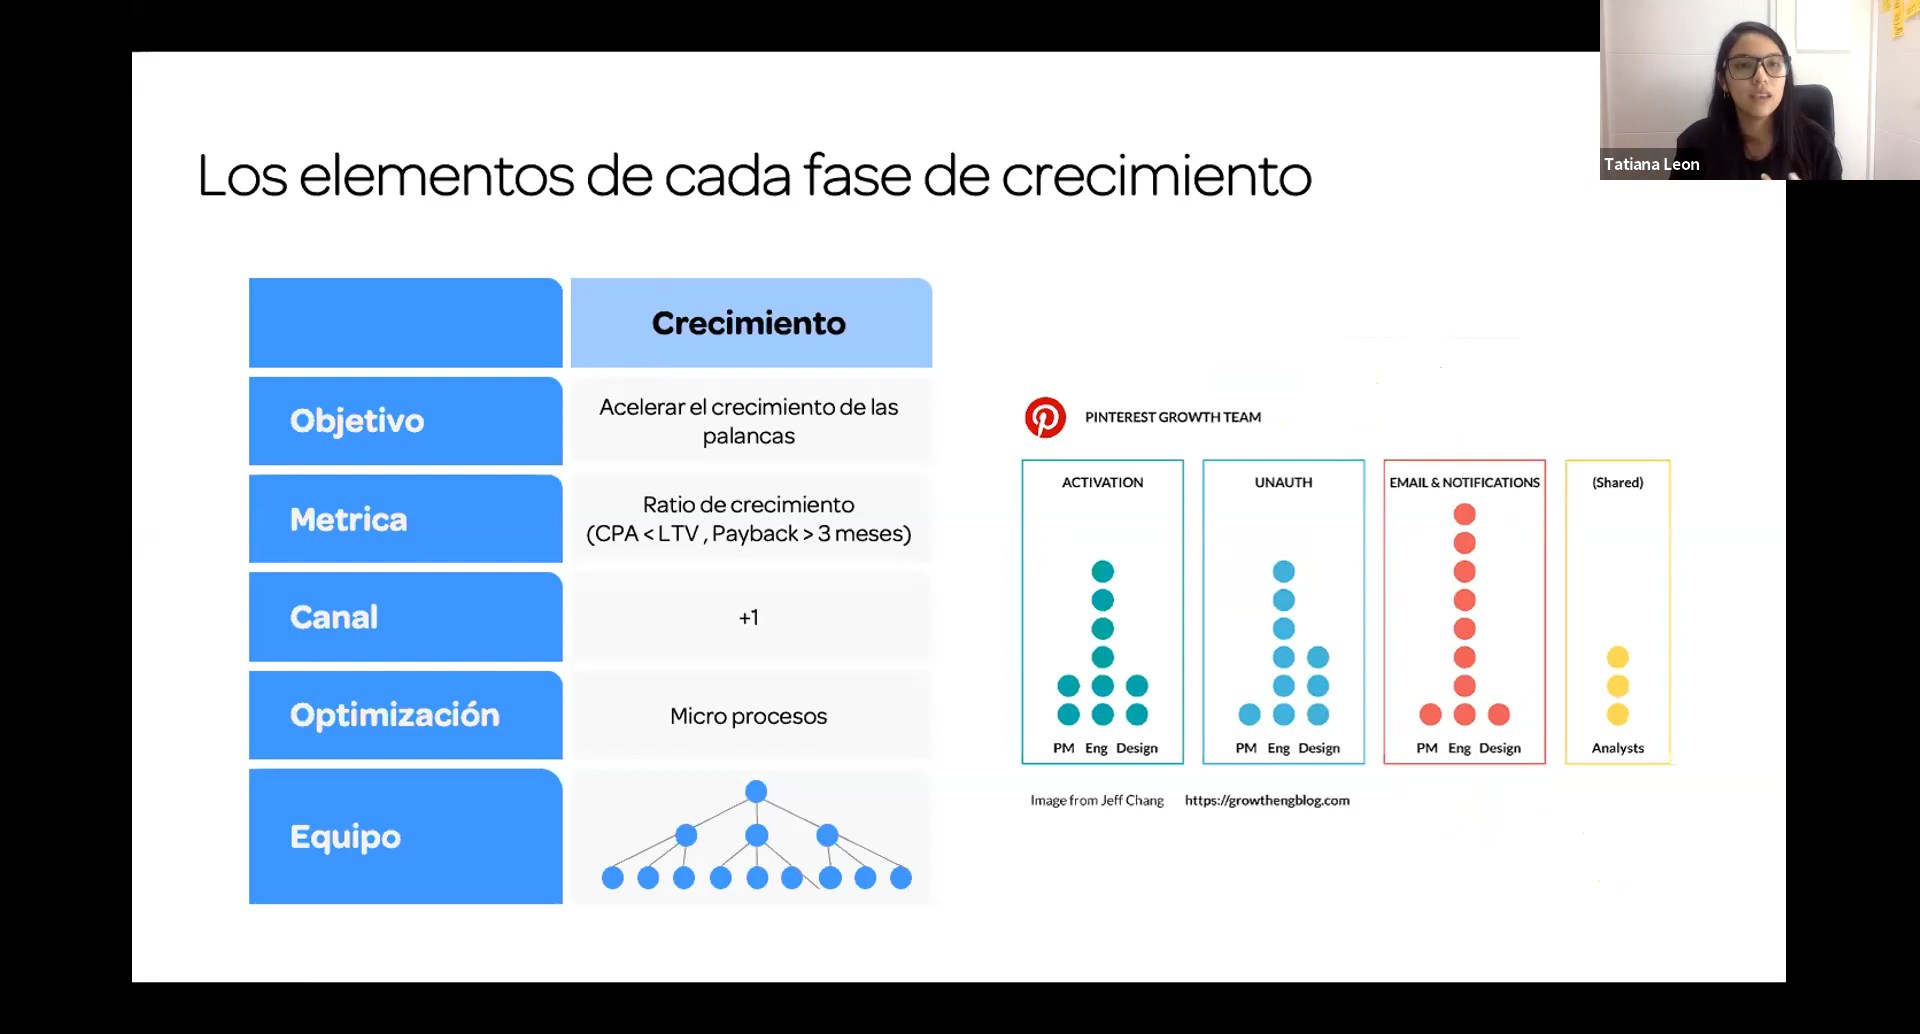 Tatiana Leon
Los elementos de cada fase de crecimiento
Crecimiento
Objetivo
Acelerar el crecimiento de las
palancas
Metrica
Ratio de crecimiento
(CPA < LTV , Payback > 3 meses)
Canal
+1
Optimización
Micro procesos
Equipo
PINTEREST GROWTH TEAM
ACTIVATION
PM Eng Design
UNAUTH
PM Eng Design
EMAIL & NOTIFICATIONS
PM Eng Design
(Shared)
Analysts
Image from Jeff Chang https://growthengblog.com